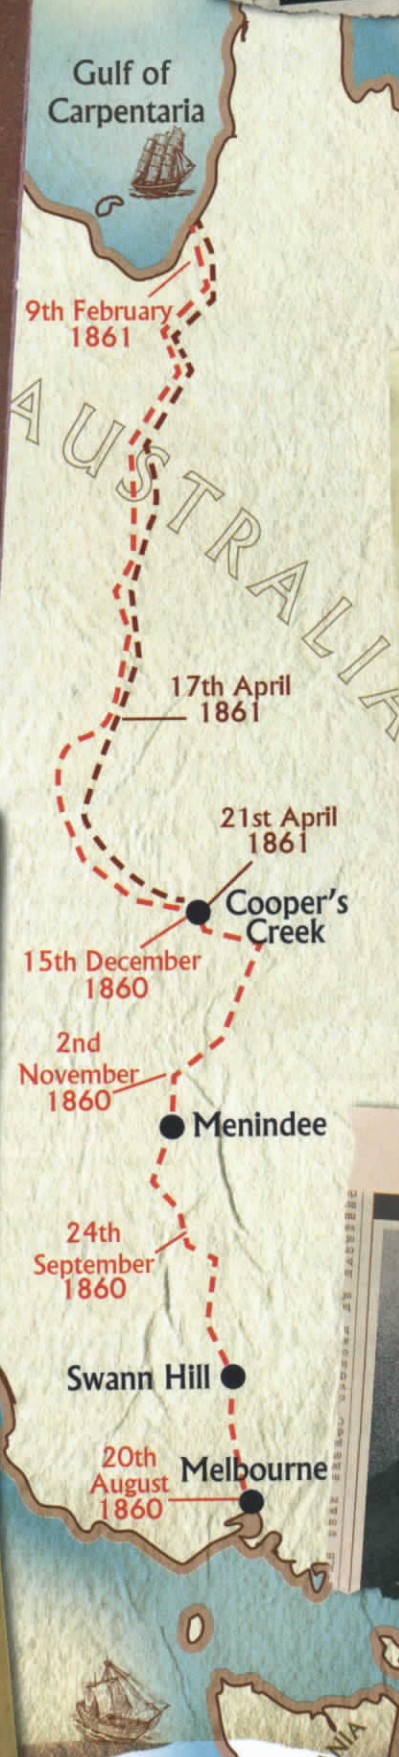 Gulf of
Carpentaria
9th February
1861
AUSTRALIA
17th April
1861
21st April
1861
Cooper's
Creek
15th December
1860
2nd
November
1860
Menindee
24th
September
1860
Swann Hill
20th
August
1860
Melbourne
NIA